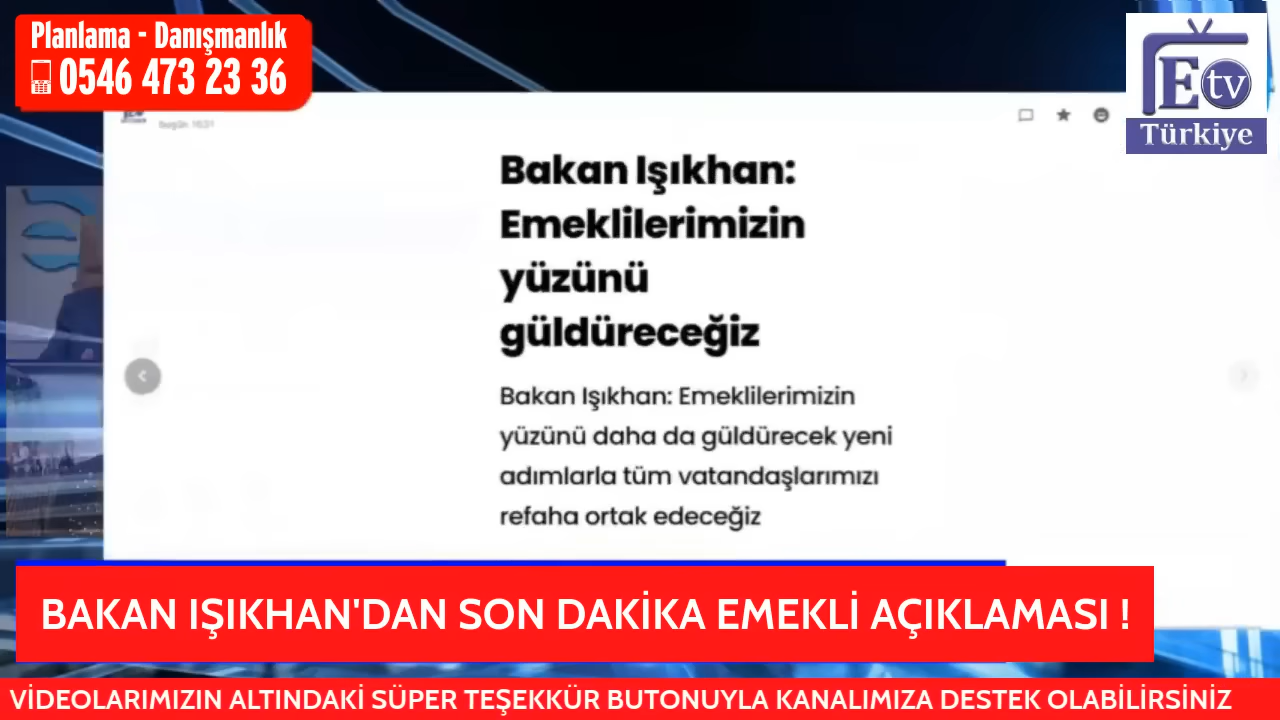 Planlama - Danışmanlık
0546 473 23 36
Etv
Türkiye
Bakan Işıkhan:
Emeklilerimizin
yüzünü
güldüreceğiz
Bakan Işıkhan: Emeklilerimizin
yüzünü daha da güldürecek yeni
adımlarla tüm vatandaşlarımızı
refaha ortak edeceğiz
BAKAN IŞIKHAN'DAN SON DAKİKA EMEKLİ AÇIKLAMASI !
VİDEOLARIMIZIN ALTINDAKİ SÜPER TEŞEKKÜR BUTONUYLA KANALIMIZA DESTEK OLABİLİRSİNİZ